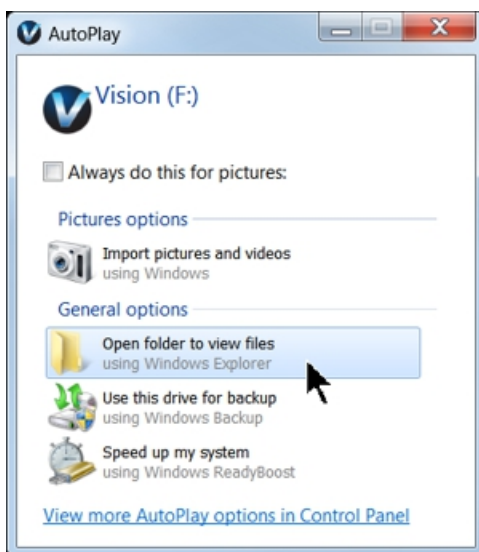 AutoPlay
Vision (F:)
Always do this for pictures:
Pictures options
Import pictures and videos
using Windows
General options
Open folder to view files
using Windows Explorer
Use this drive for backup
using Windows Backup
Speed up my system
using Windows ReadyBoost
View more AutoPlay options in Control Panel